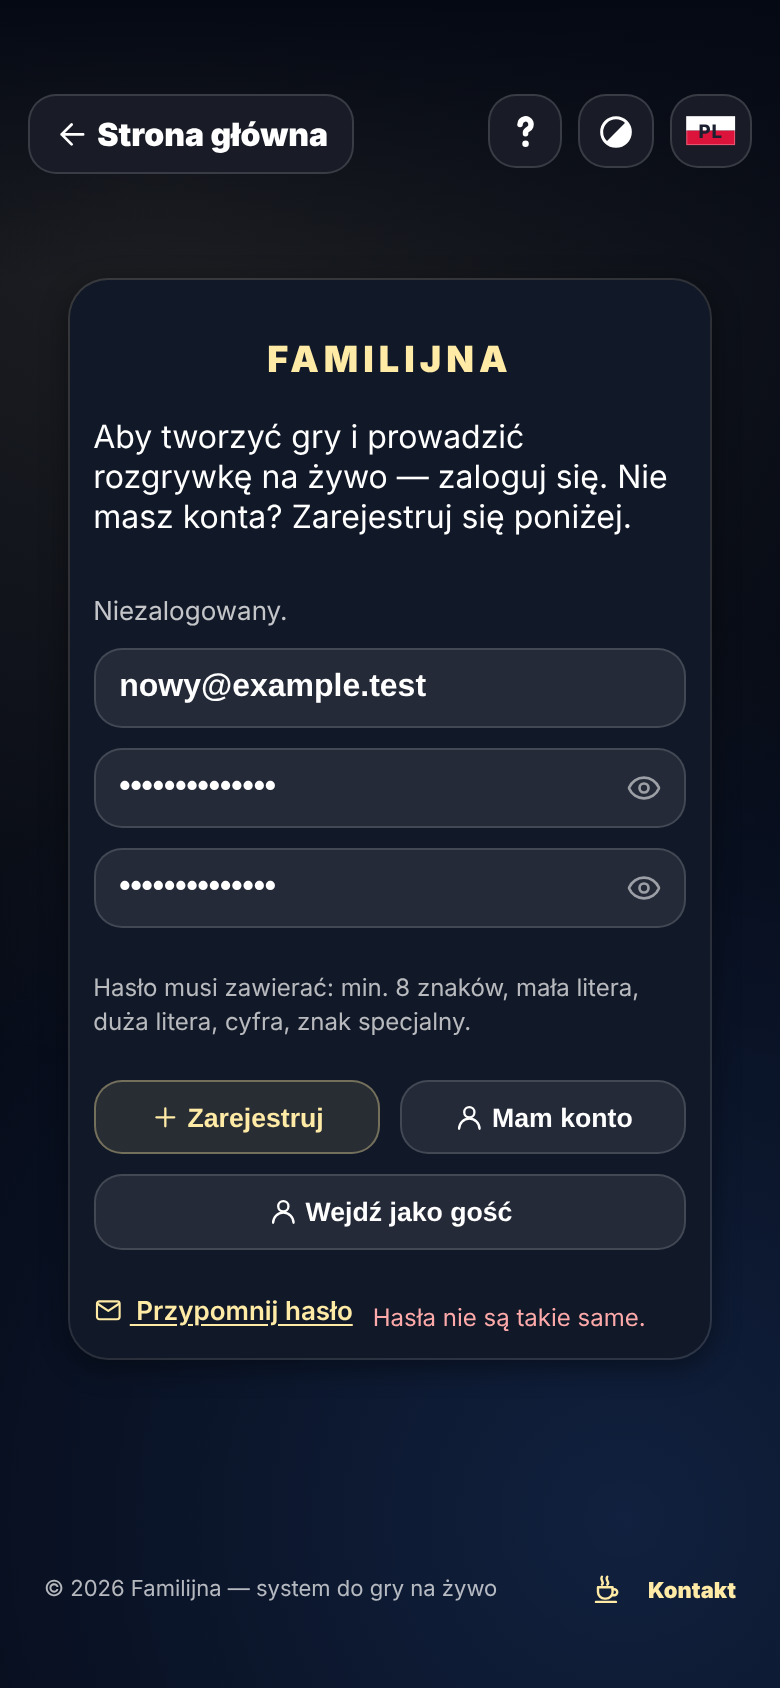 Strona główna
?
PL
FAMILIJNA
Aby tworzyć gry i prowadzić
rozgrywkę na żywo — zaloguj się. Nie
masz konta? Zarejestruj się poniżej.
Niezalogowany.
nowy@example.test
••••••••••••••
••••••••••••••
Hasło musi zawierać: min. 8 znaków, mała litera,
duża litera, cyfra, znak specjalny.
Zarejestruj
Mam konto
Wejdź jako gość
Przypomnij hasło
Hasła nie są takie same.
© 2026 Familijna — system do gry na żywo
Kontakt